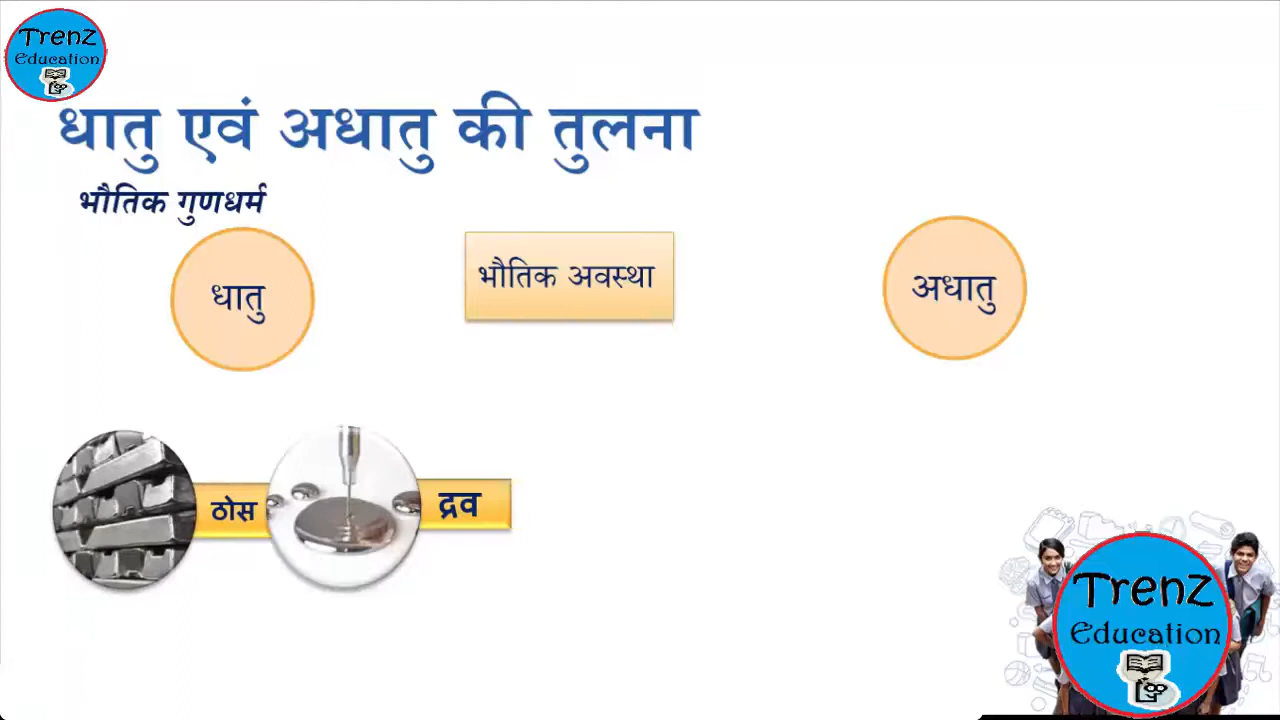 Trenz
Education
धातु एवं अधातु की तुलना
भौतिक गुणधर्म
धातु
भौतिक अवस्था
अधातु
ठोस
द्रव
Trenz
Education